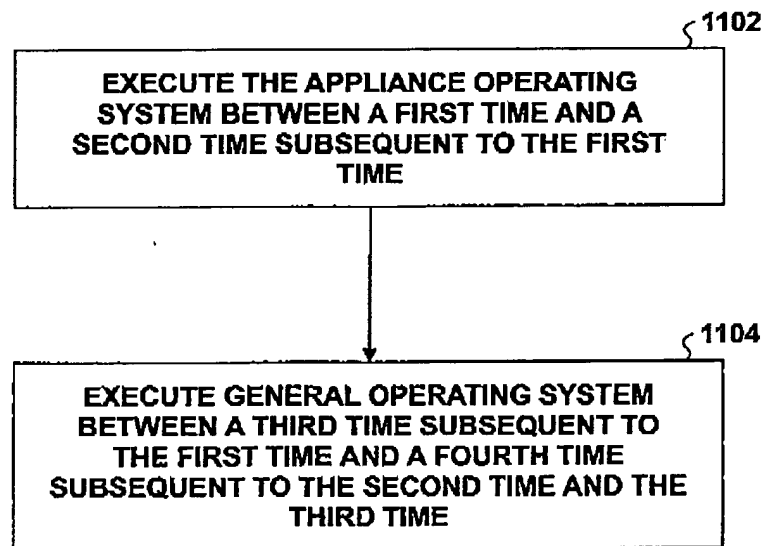 1102
EXECUTE THE APPLIANCE OPERATING
SYSTEM BETWEEN A FIRST TIME AND A
SECOND TIME SUBSEQUENT TO THE FIRST
TIME
1104
EXECUTE GENERAL OPERATING SYSTEM
BETWEEN A THIRD TIME SUBSEQUENT TO
THE FIRST TIME AND A FOURTH TIME
SUBSEQUENT TO THE SECOND TIME AND THE
THIRD TIME